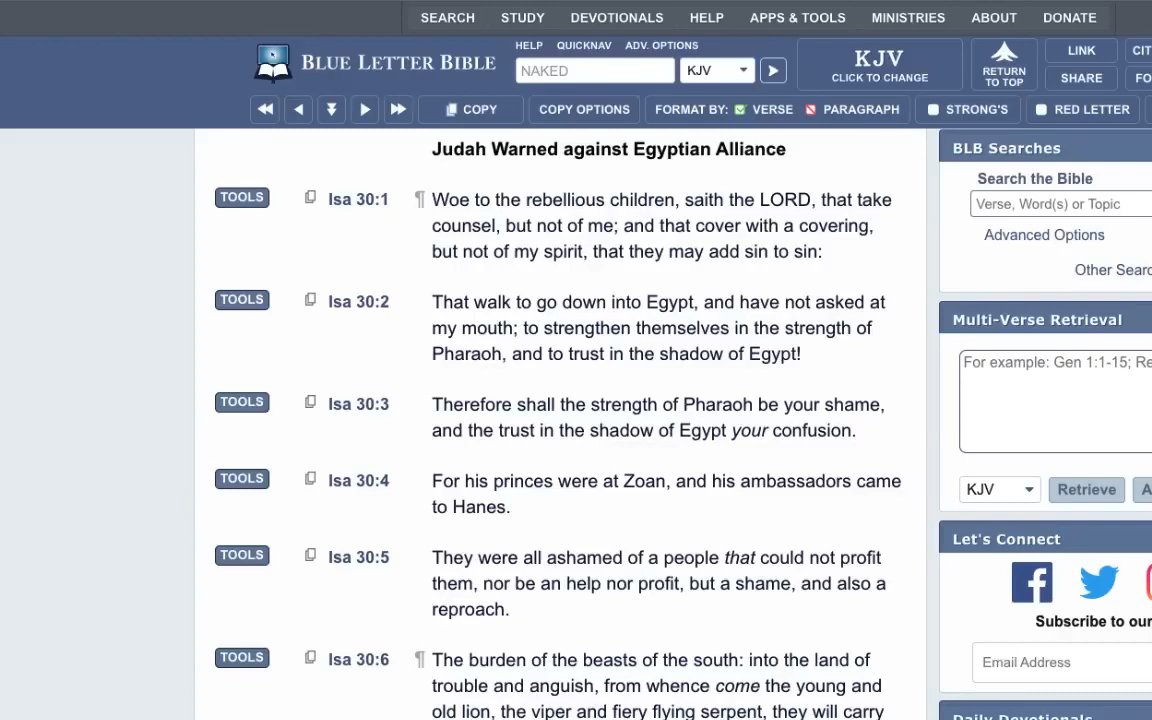 SEARCH STUDY DEVOTIONALS HELP APPS & TOOLS MINISTRIES ABOUT DONATE
BLUE LETTER BIBLE
HELP QUICKNAV ADV. OPTIONS
NAKED KJV
KJV
CLICK TO CHANGE
RETURN
TO TOP
LINK
SHARE
COPY COPY OPTIONS FORMAT BY: VERSE PARAGRAPH STRONG'S RED LETTER
Judah Warned against Egyptian Alliance
TOOLS Isa 30:1 ¶ Woe to the rebellious children, saith the LORD, that take
counsel, but not of me; and that cover with a covering,
but not of my spirit, that they may add sin to sin:
TOOLS Isa 30:2 That walk to go down into Egypt, and have not asked at
my mouth; to strengthen themselves in the strength of
Pharaoh, and to trust in the shadow of Egypt!
TOOLS Isa 30:3 Therefore shall the strength of Pharaoh be your shame,
and the trust in the shadow of Egypt your confusion.
TOOLS Isa 30:4 For his princes were at Zoan, and his ambassadors came
to Hanes.
TOOLS Isa 30:5 They were all ashamed of a people that could not profit
them, nor be an help nor profit, but a shame, and also a
reproach.
TOOLS Isa 30:6 ¶ The burden of the beasts of the south: into the land of
trouble and anguish, from whence come the young and
old lion, the viper and fiery flying serpent, they will carry
BLB Searches
Search the Bible
Verse, Word(s) or Topic
Advanced Options
Other
Multi-Verse Retrieval
For example: Gen 1:1-15;
KJV Retrieve
Let's Connect
Subscribe to our
Email Address
Daily Devotionals